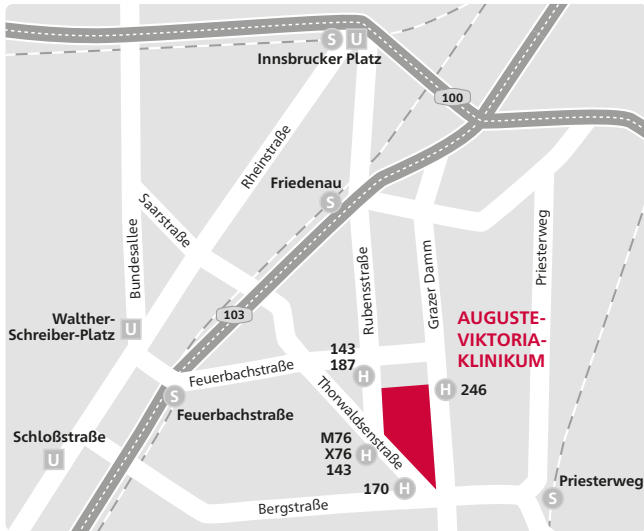 S U
Innsbrucker Platz
100
Rheinstraße
Friedenau
S
Saarstraße
Bundesallee
Rubensstraße
Grazer Damm
Priesterweg
103
Walther-
Schreiber-Platz
U
AUGUSTE-
VIKTORIA-
KLINIKUM
143
187
H
Feuerbachstraße
H 246
S
Feuerbachstraße
Thorwaldsenstraße
Schloßstraße
U
M76
X76
143
H
170 H
Bergstraße
Priesterweg
S